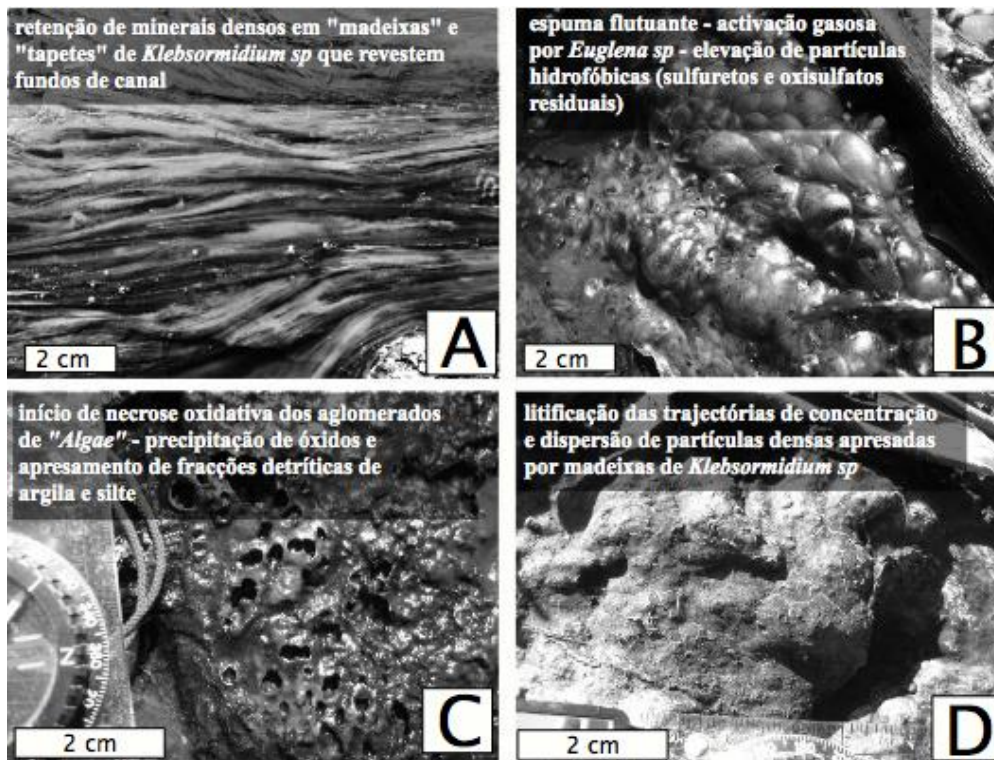 retenção de minerais densos em "madeixas" e
"tapetes" de Klebsormidium sp que revestem
fundos de canal
2 cm
A
espuma flutuante - activação gasosa
por Euglena sp - elevação de partículas
hidrofóbicas (sulfuretos e oxisulfatos
residuais)
2 cm
B
início de necrose oxidativa dos aglomerados
de "Algae" - precipitação de óxidos e
apresamento de fracções detríticas de
argila e silte
N
2 cm
C
litificação das trajectórias de concentração
e dispersão de partículas densas apresadas
por madeixas de Klebsormidium sp
2 cm
D